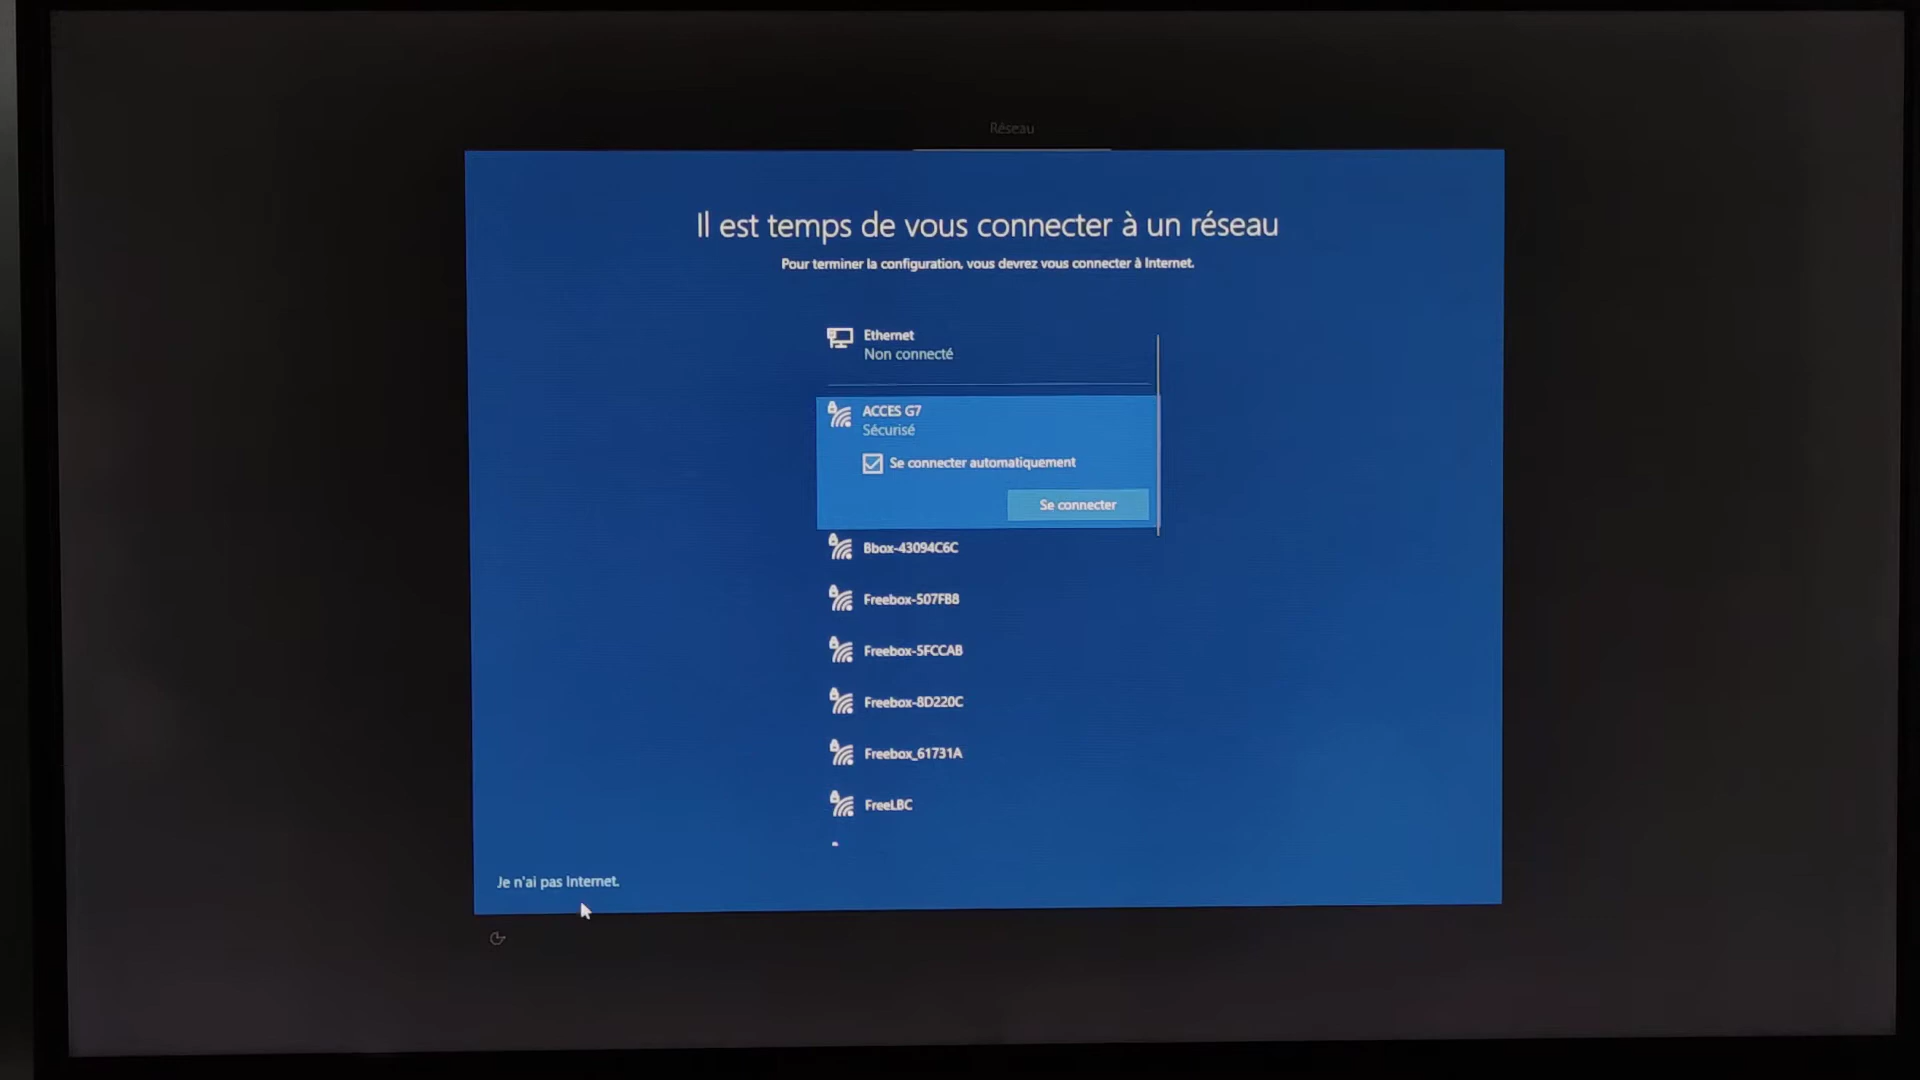 Réseau
Il est temps de vous connecter à un réseau
Pour terminer la configuration, vous devrez vous connecter à Internet.
Ethernet
Non connecté
ACCES G7
Sécurisé
Se connecter automatiquement
Se connecter
Bbox-43094C6C
Freebox-507FB8
Freebox-5FCCAB
Freebox-8D220C
Freebox_61731A
FreeLBC
Je n'ai pas Internet.